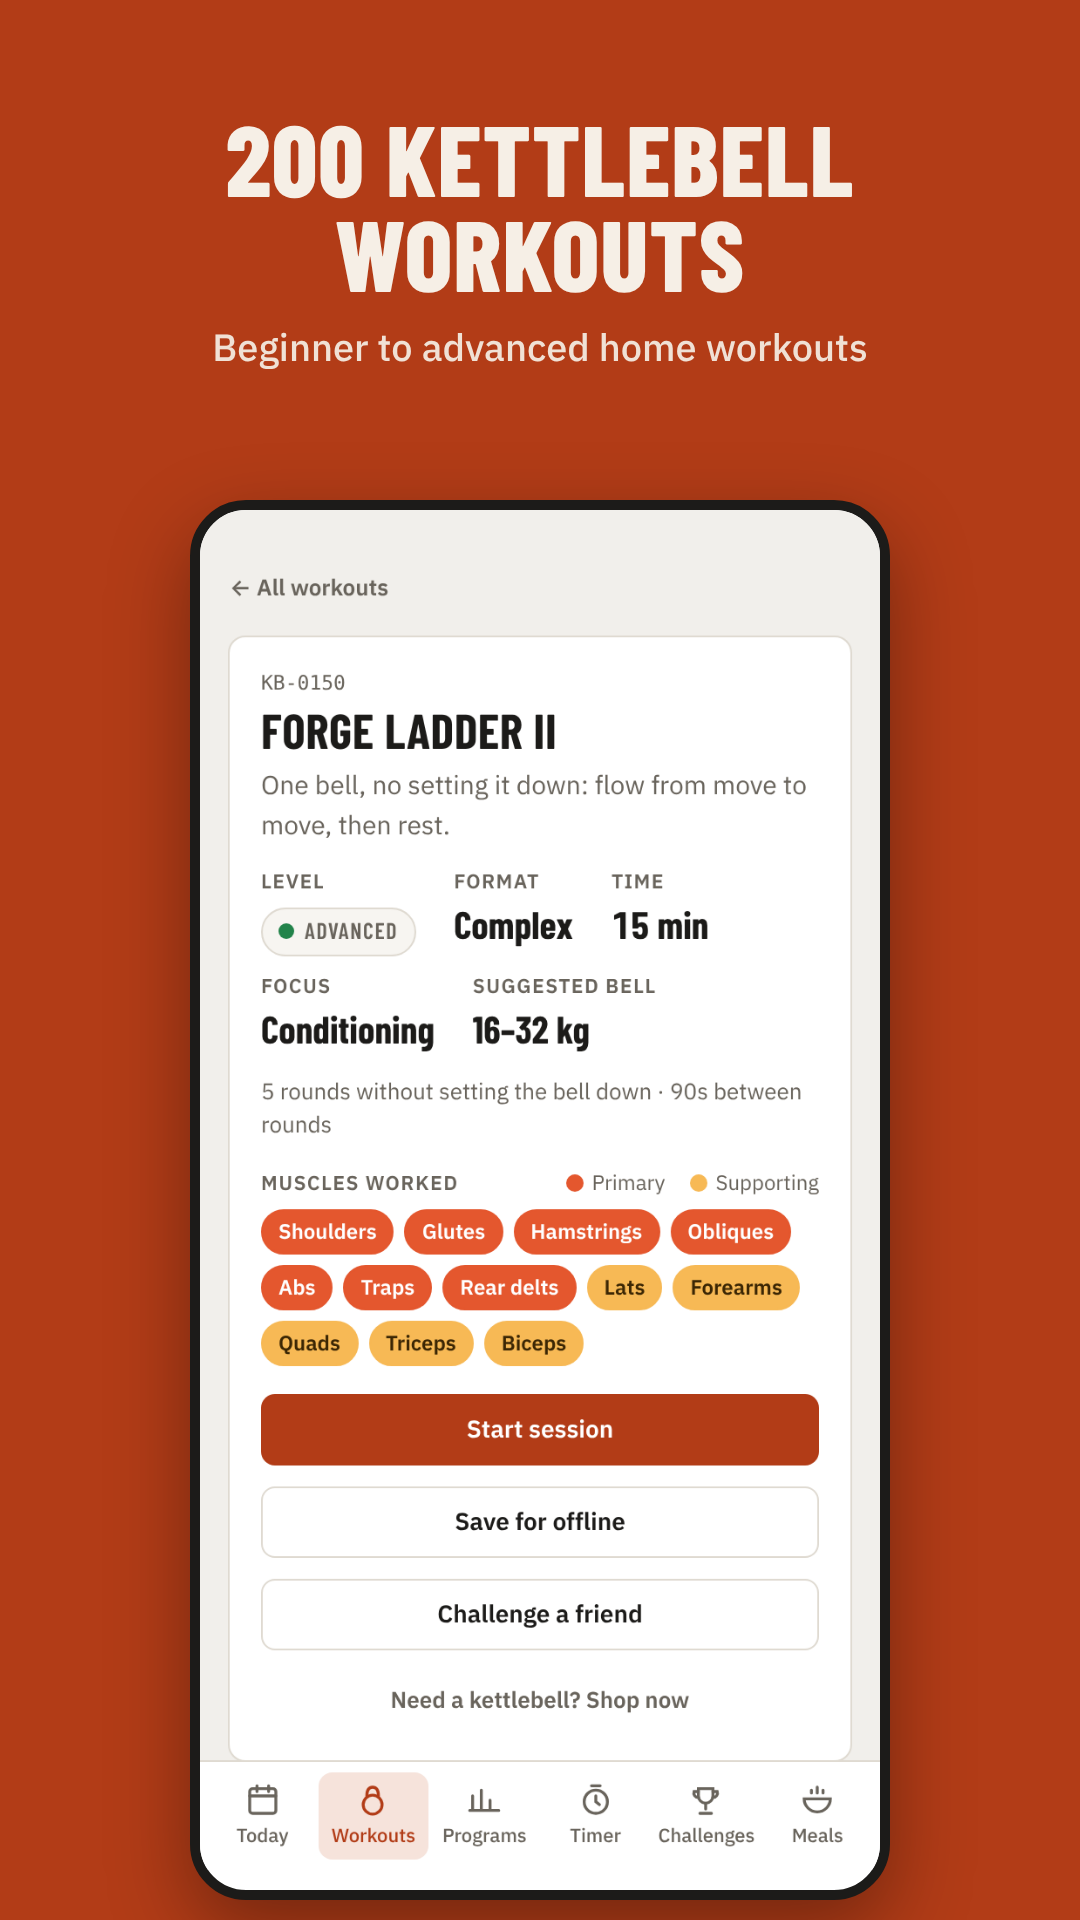 200 KETTLEBELL
WORKOUTS
Beginner to advanced home workouts
← All workouts
KB-0150
FORGE LADDER II
One bell, no setting it down: flow from move to
move, then rest.
LEVEL FORMAT TIME
ADVANCED Complex 15 min
FOCUS SUGGESTED BELL
Conditioning 16–32 kg
5 rounds without setting the bell down · 90s between
rounds
MUSCLES WORKED Primary Supporting
Shoulders Glutes Hamstrings Obliques
Abs Traps Rear delts Lats Forearms
Quads Triceps Biceps
Start session
Save for offline
Challenge a friend
Need a kettlebell? Shop now
Today Workouts Programs Timer Challenges Meals